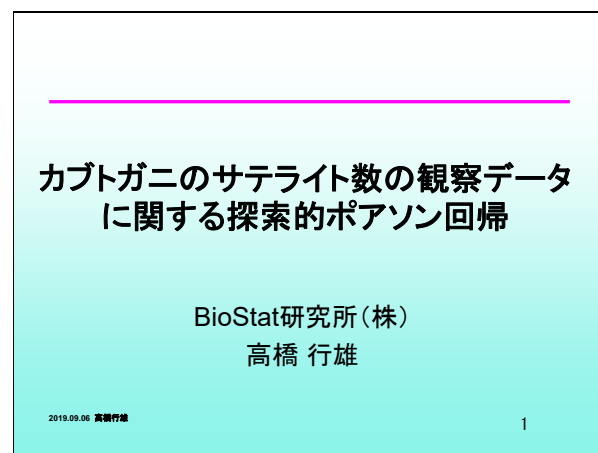 カブトガニのサテライト数の観察データ
に関する探索的ポアソン回帰
BioStat研究所（株）
高橋 行雄
2019.09.06 高橋行雄
1